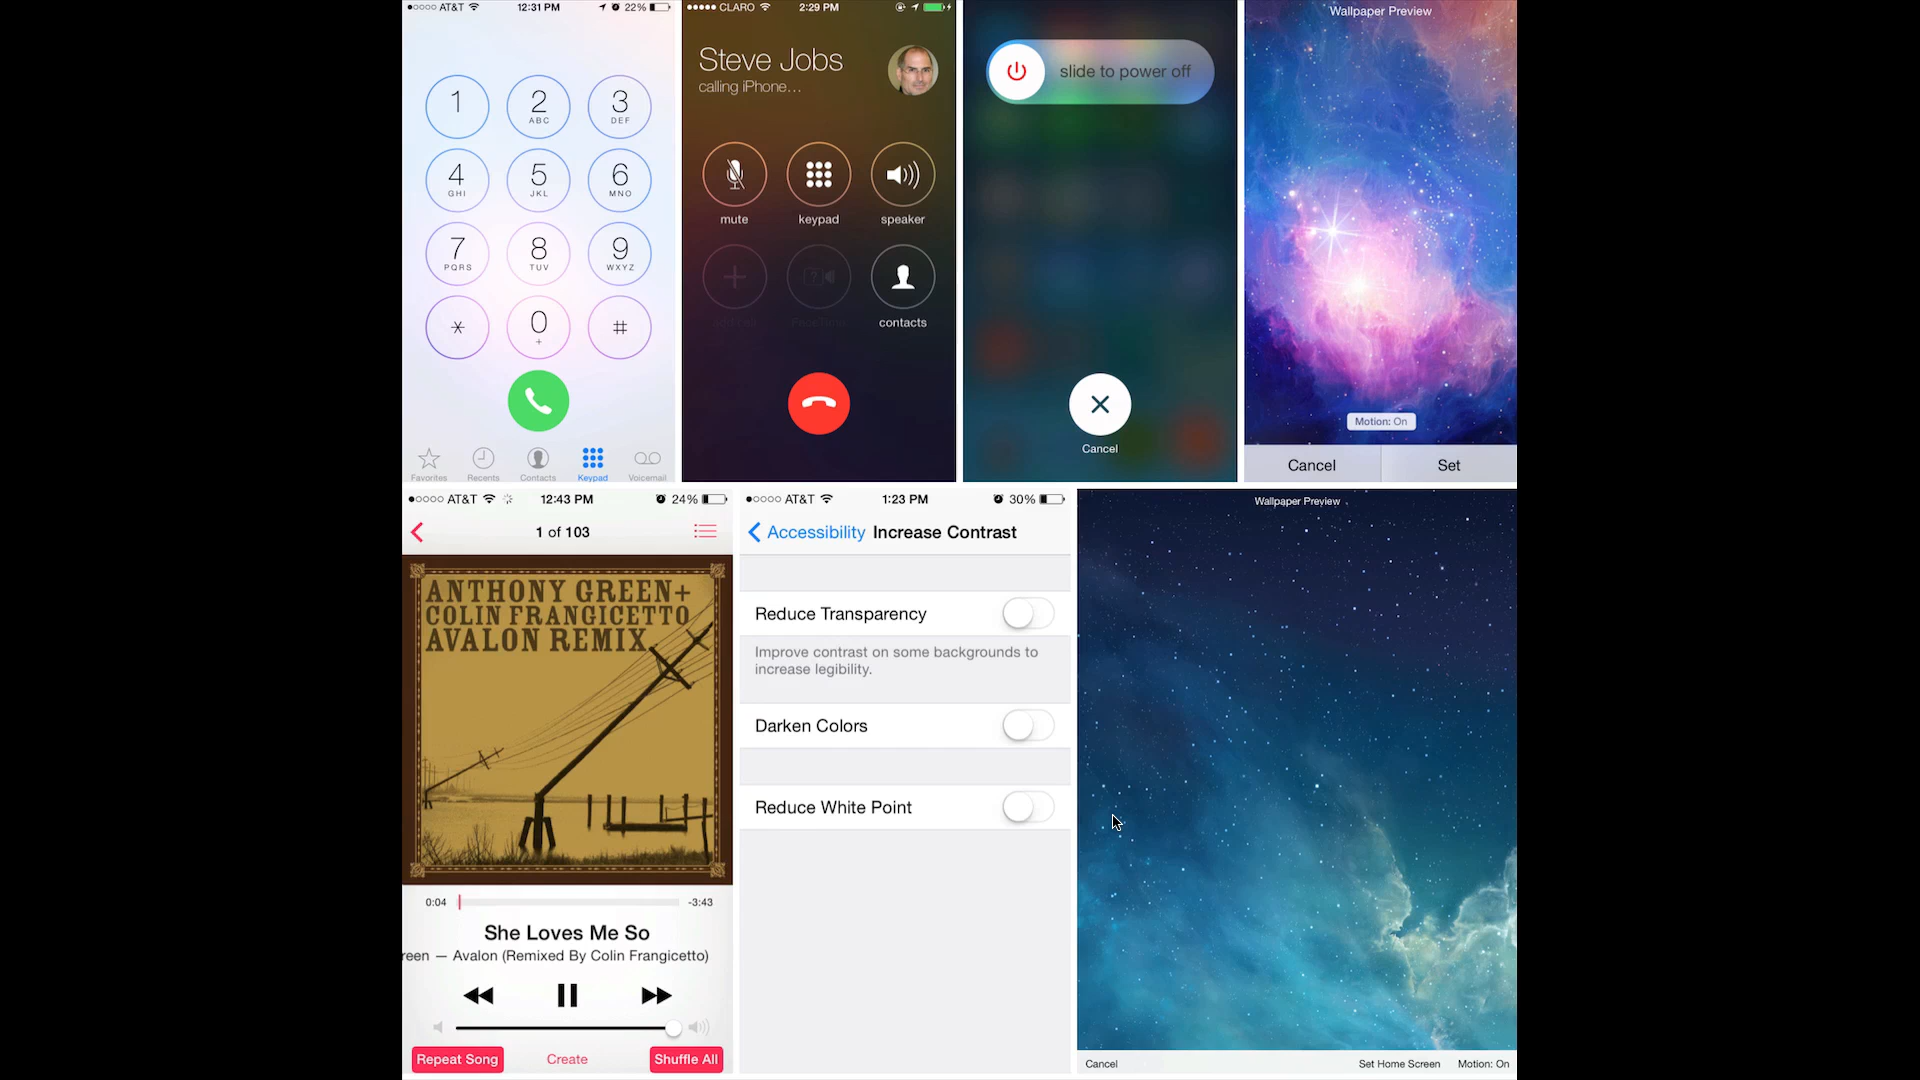 AT&T 12:31 PM 22%
1
2
ABC
3
DEF
4
GHI
5
JKL
6
MNO
7
PQRS
8
TUV
9
WXYZ
*
0
+
#
Favorites Recents Contacts Keypad Voicemail
CLARO 2:29 PM
Steve Jobs
calling iPhone…
mute keypad speaker
contacts
slide to power off
Cancel
Wallpaper Preview
Motion: On
Cancel Set
AT&T 12:43 PM 24%
1 of 103
ANTHONY GREEN+
COLIN FRANGICETTO
AVALON REMIX
0:04 -3:43
She Loves Me So
reen — Avalon (Remixed By Colin Frangicetto)
Repeat Song Create Shuffle All
AT&T 1:23 PM 30%
Accessibility Increase Contrast
Reduce Transparency
Improve contrast on some backgrounds to
increase legibility.
Darken Colors
Reduce White Point
Wallpaper Preview
Cancel Set Home Screen Motion: On